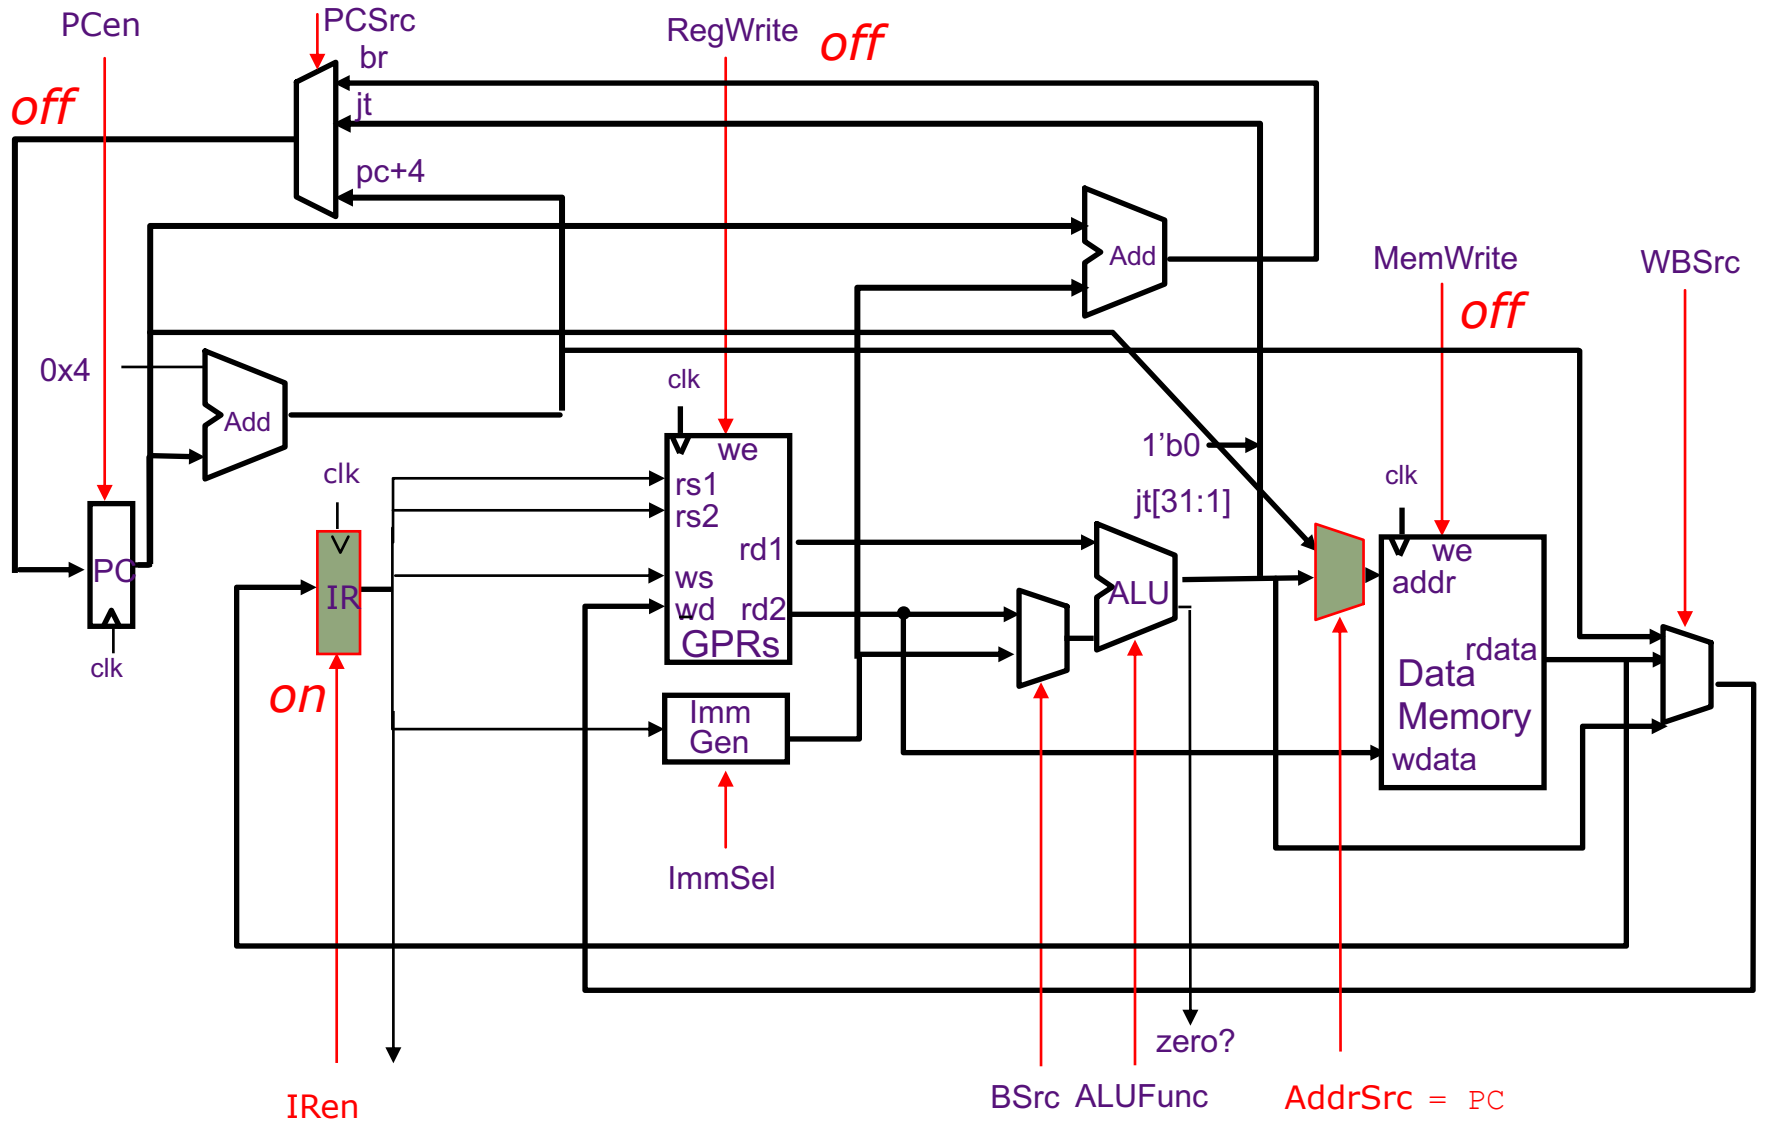 PCen
PCSrc
RegWrite
off
br
off
jt
pc+4
Add
MemWrite
WBSrc
off
0x4
Add
clk
clk
we
1'b0
clk
rs1
rs2
jt[31:1]
rd1
we
addr
PC
IR
ws
wd
rd2
ALU
GPRs
clk
rdata
Data
Memory
on
Imm
Gen
wdata
ImmSel
zero?
IRen
BSrc
ALUFunc
AddrSrc = PC